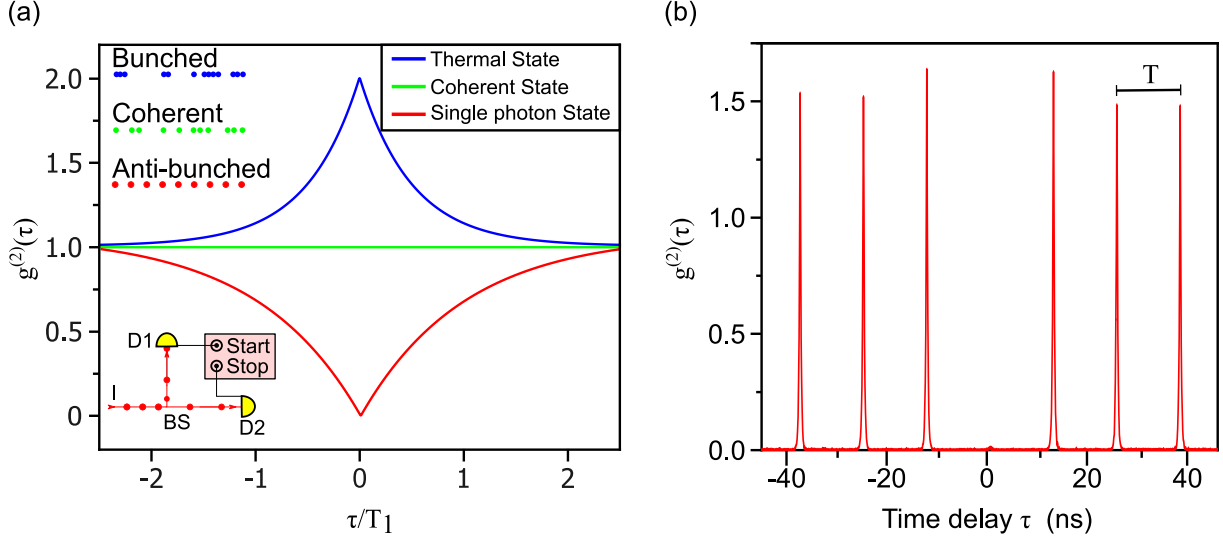 (a)
Bunched
Coherent
Anti-bunched
Thermal State
Coherent State
Single photon State
2.0
1.5
1.0
0.5
0
g(2)(τ)
D1
Start
Stop
I
BS
D2
-2
-1
0
1
2
τ/T1
(b)
T
1.5
1.0
0.5
0.0
g(2)(τ)
-40
-20
0
20
40
Time delay τ (ns)